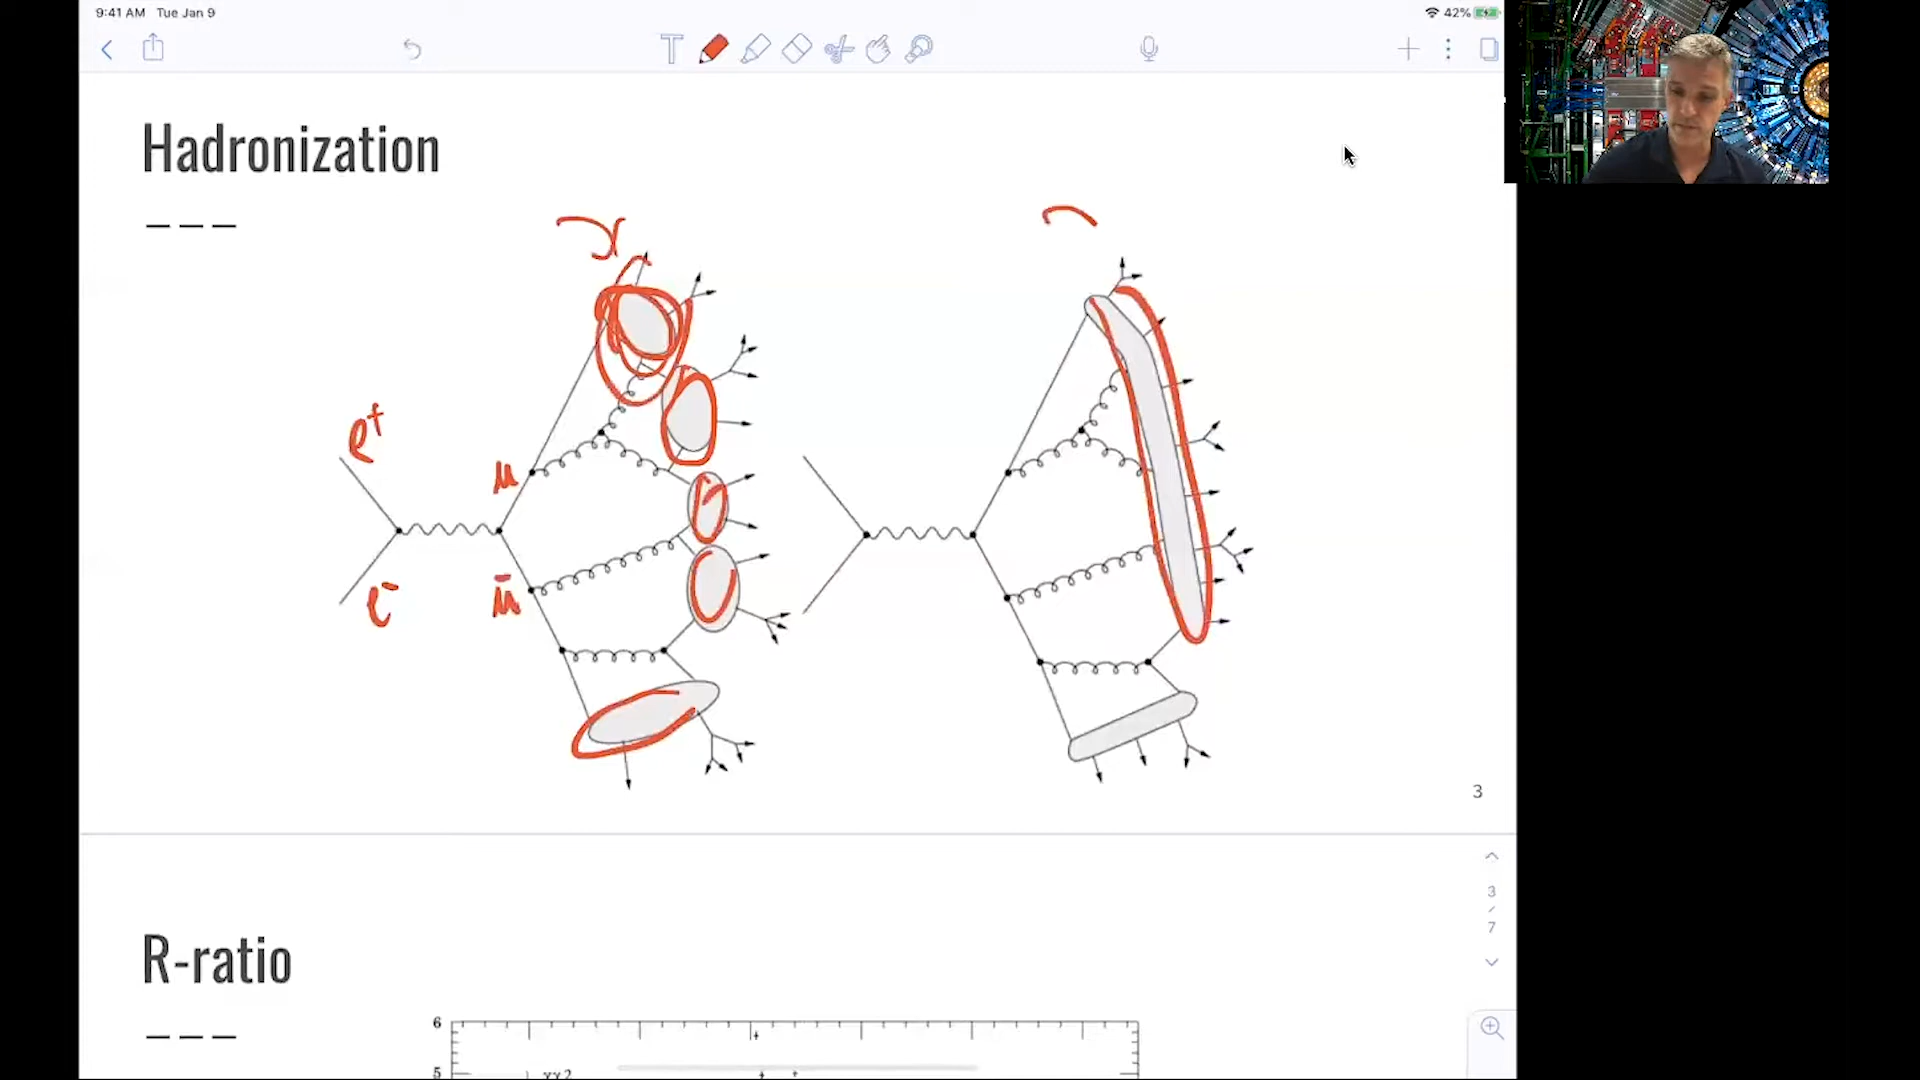 9:41 AM Tue Jan 9
42%
T
Hadronization
e+
u
e-
ū
3
3
/
7
R-ratio
6
5